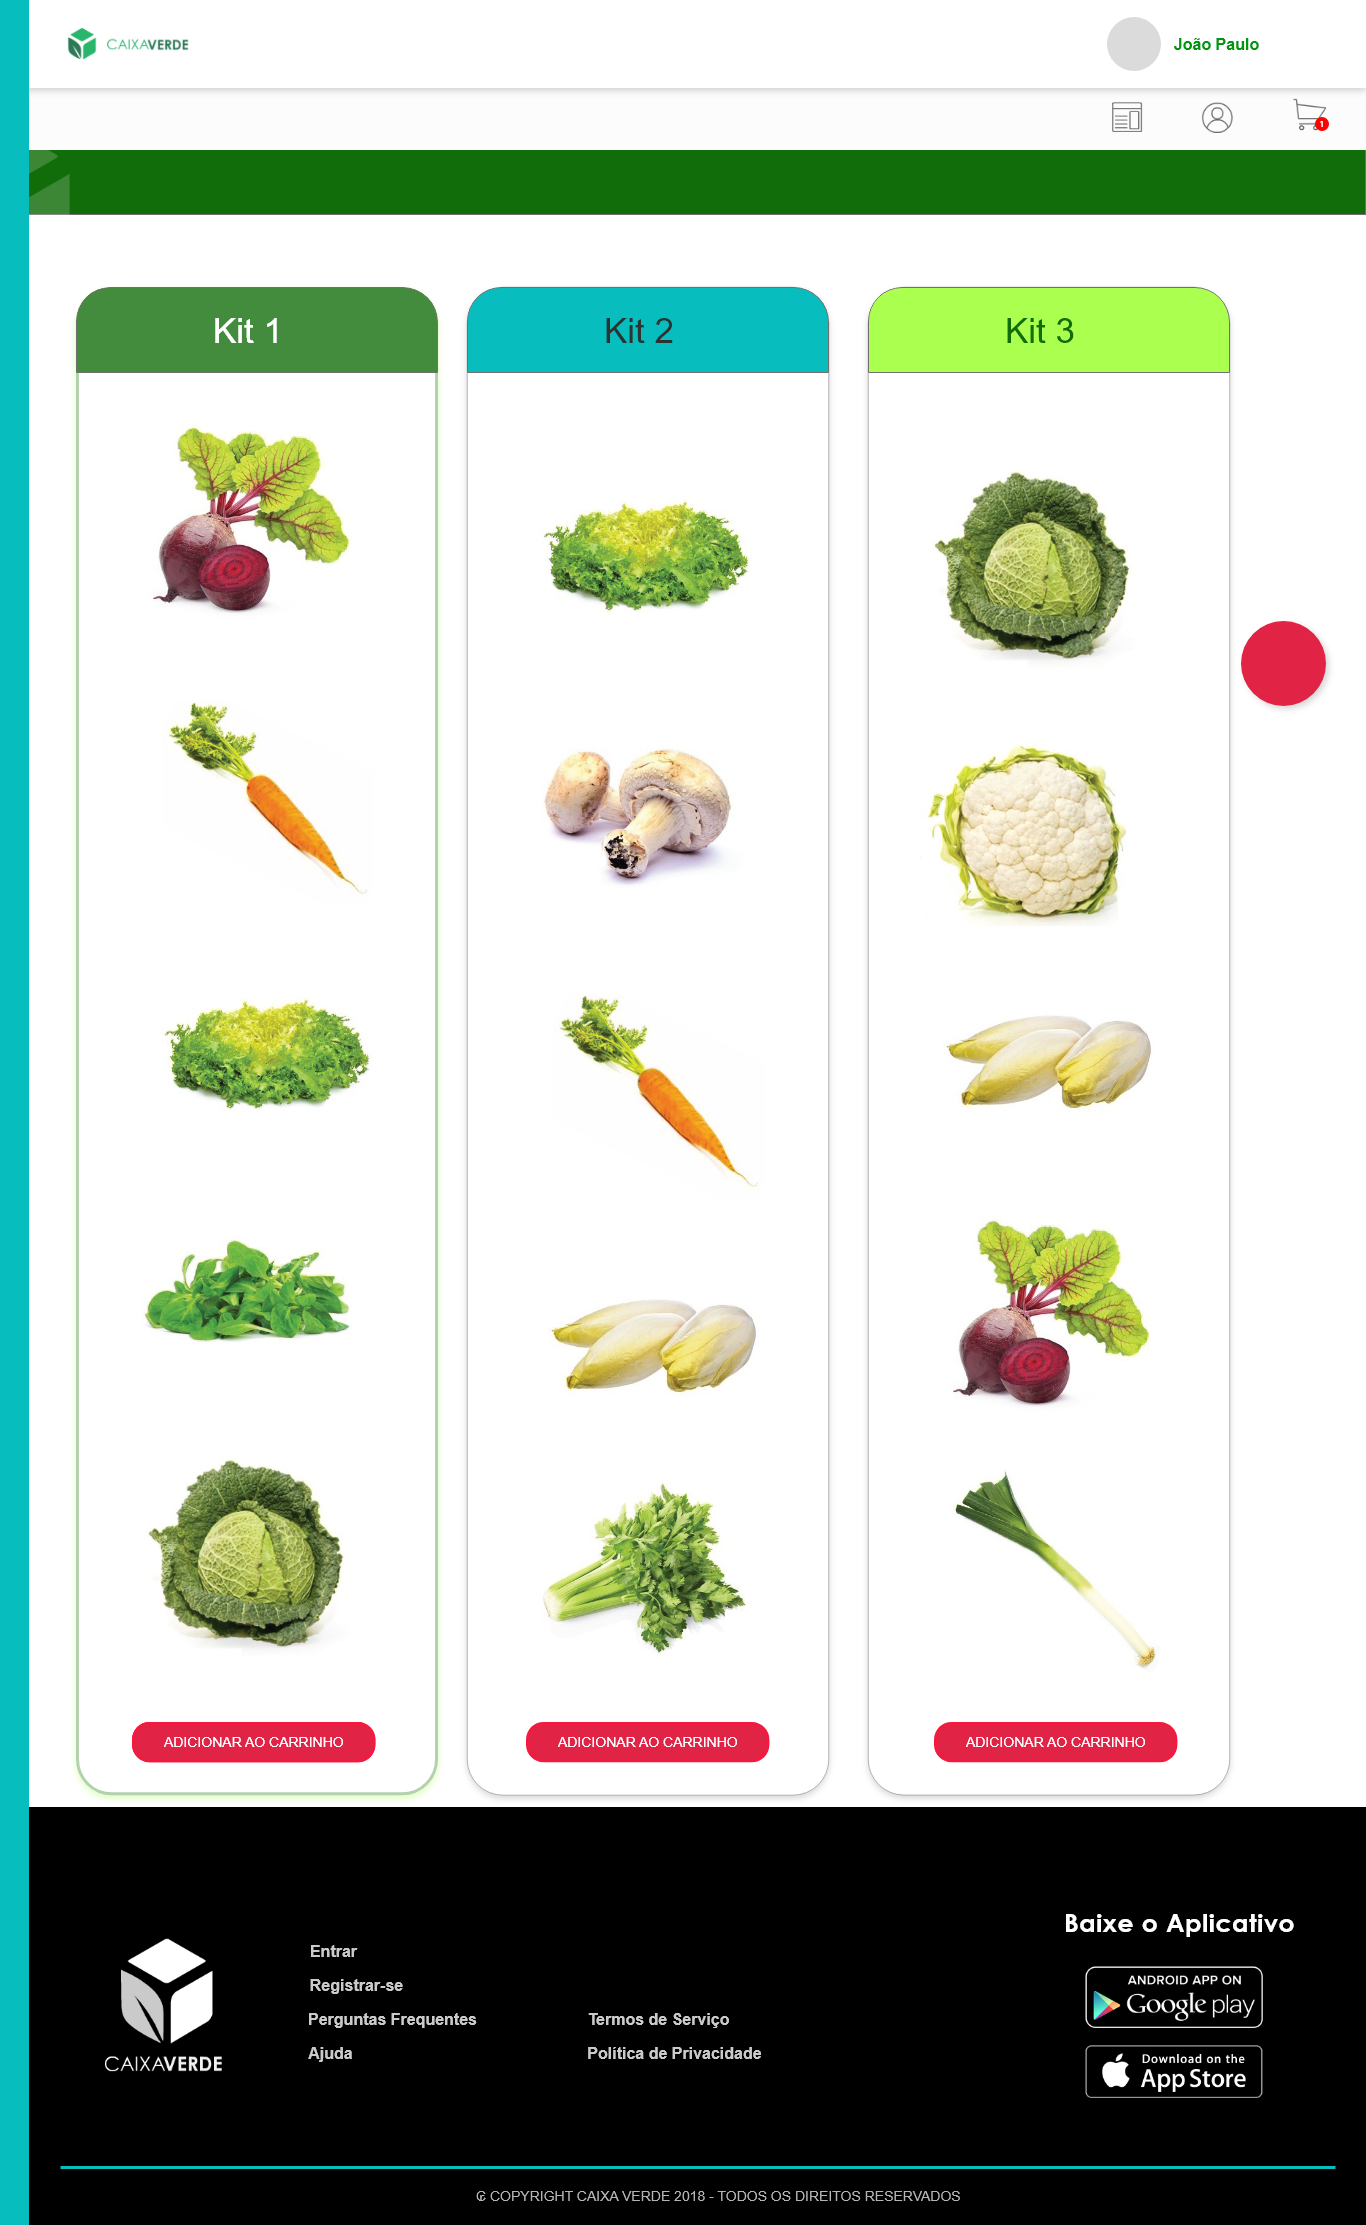 CAIXAVERDE
João Paulo
1
Kit 1
Kit 2
Kit 3
ADICIONAR AO CARRINHO
ADICIONAR AO CARRINHO
ADICIONAR AO CARRINHO
Baixe o Aplicativo
Entrar
Registrar-se
Perguntas Frequentes
Termos de Serviço
Ajuda
Política de Privacidade
CAIXAVERDE
ANDROID APP ON
Google play
Download on the
App Store
₢ COPYRIGHT CAIXA VERDE 2018 - TODOS OS DIREITOS RESERVADOS